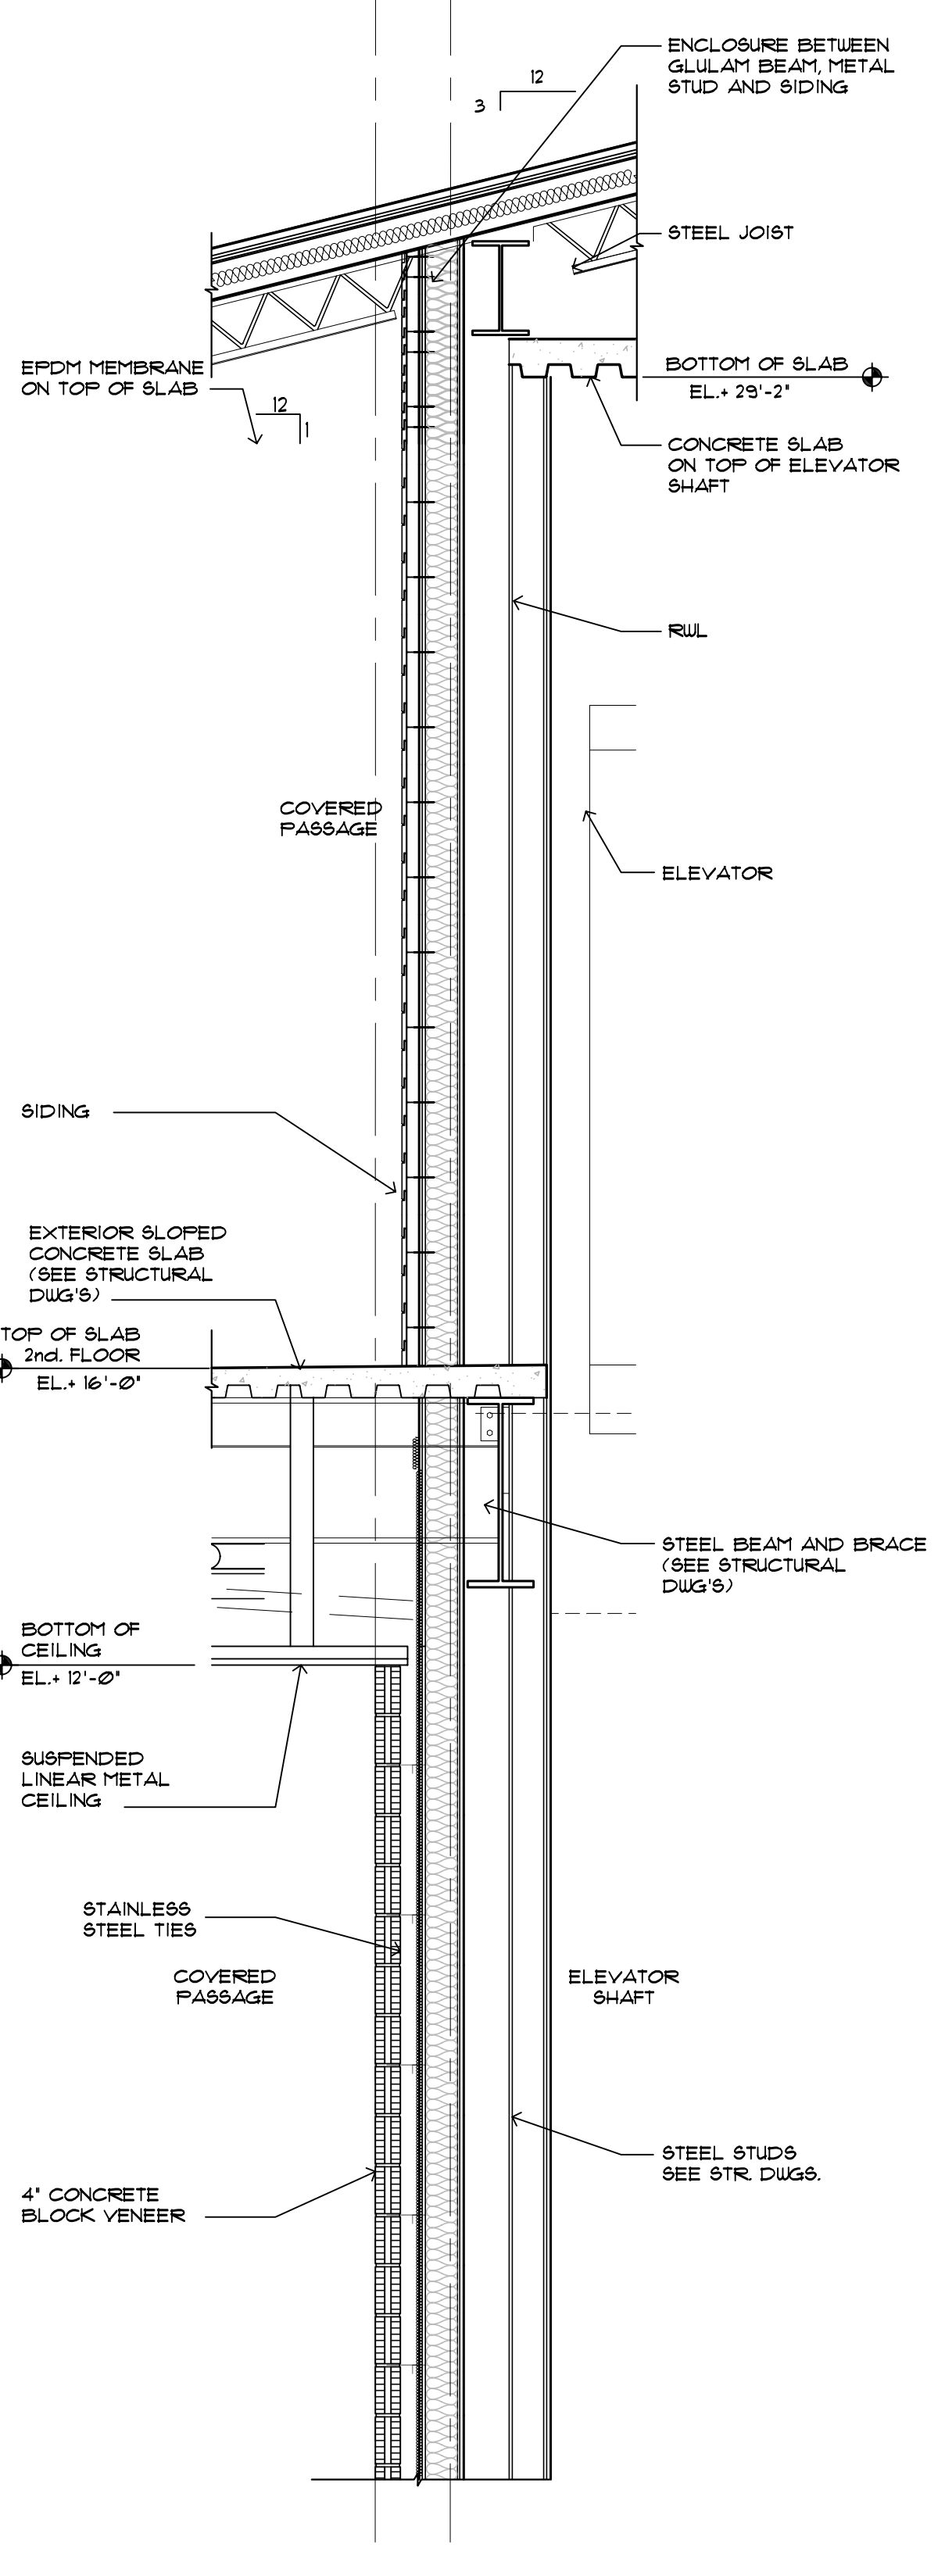 ENCLOSURE BETWEEN
GLULAM BEAM, METAL
STUD AND SIDING
12
3
STEEL JOIST
EPDM MEMBRANE
ON TOP OF SLAB
12
1
BOTTOM OF SLAB
EL.+ 29'-2"
CONCRETE SLAB
ON TOP OF ELEVATOR
SHAFT
RWL
COVERED
PASSAGE
ELEVATOR
SIDING
EXTERIOR SLOPED
CONCRETE SLAB
(SEE STRUCTURAL
DWG'S)
TOP OF SLAB
2nd. FLOOR
EL.+ 16'-0"
STEEL BEAM AND BRACE
(SEE STRUCTURAL
DWG'S)
BOTTOM OF
CEILING
EL.+ 12'-0"
SUSPENDED
LINEAR METAL
CEILING
STAINLESS
STEEL TIES
COVERED
PASSAGE
ELEVATOR
SHAFT
STEEL STUDS
SEE STR. DWGS.
4" CONCRETE
BLOCK VENEER